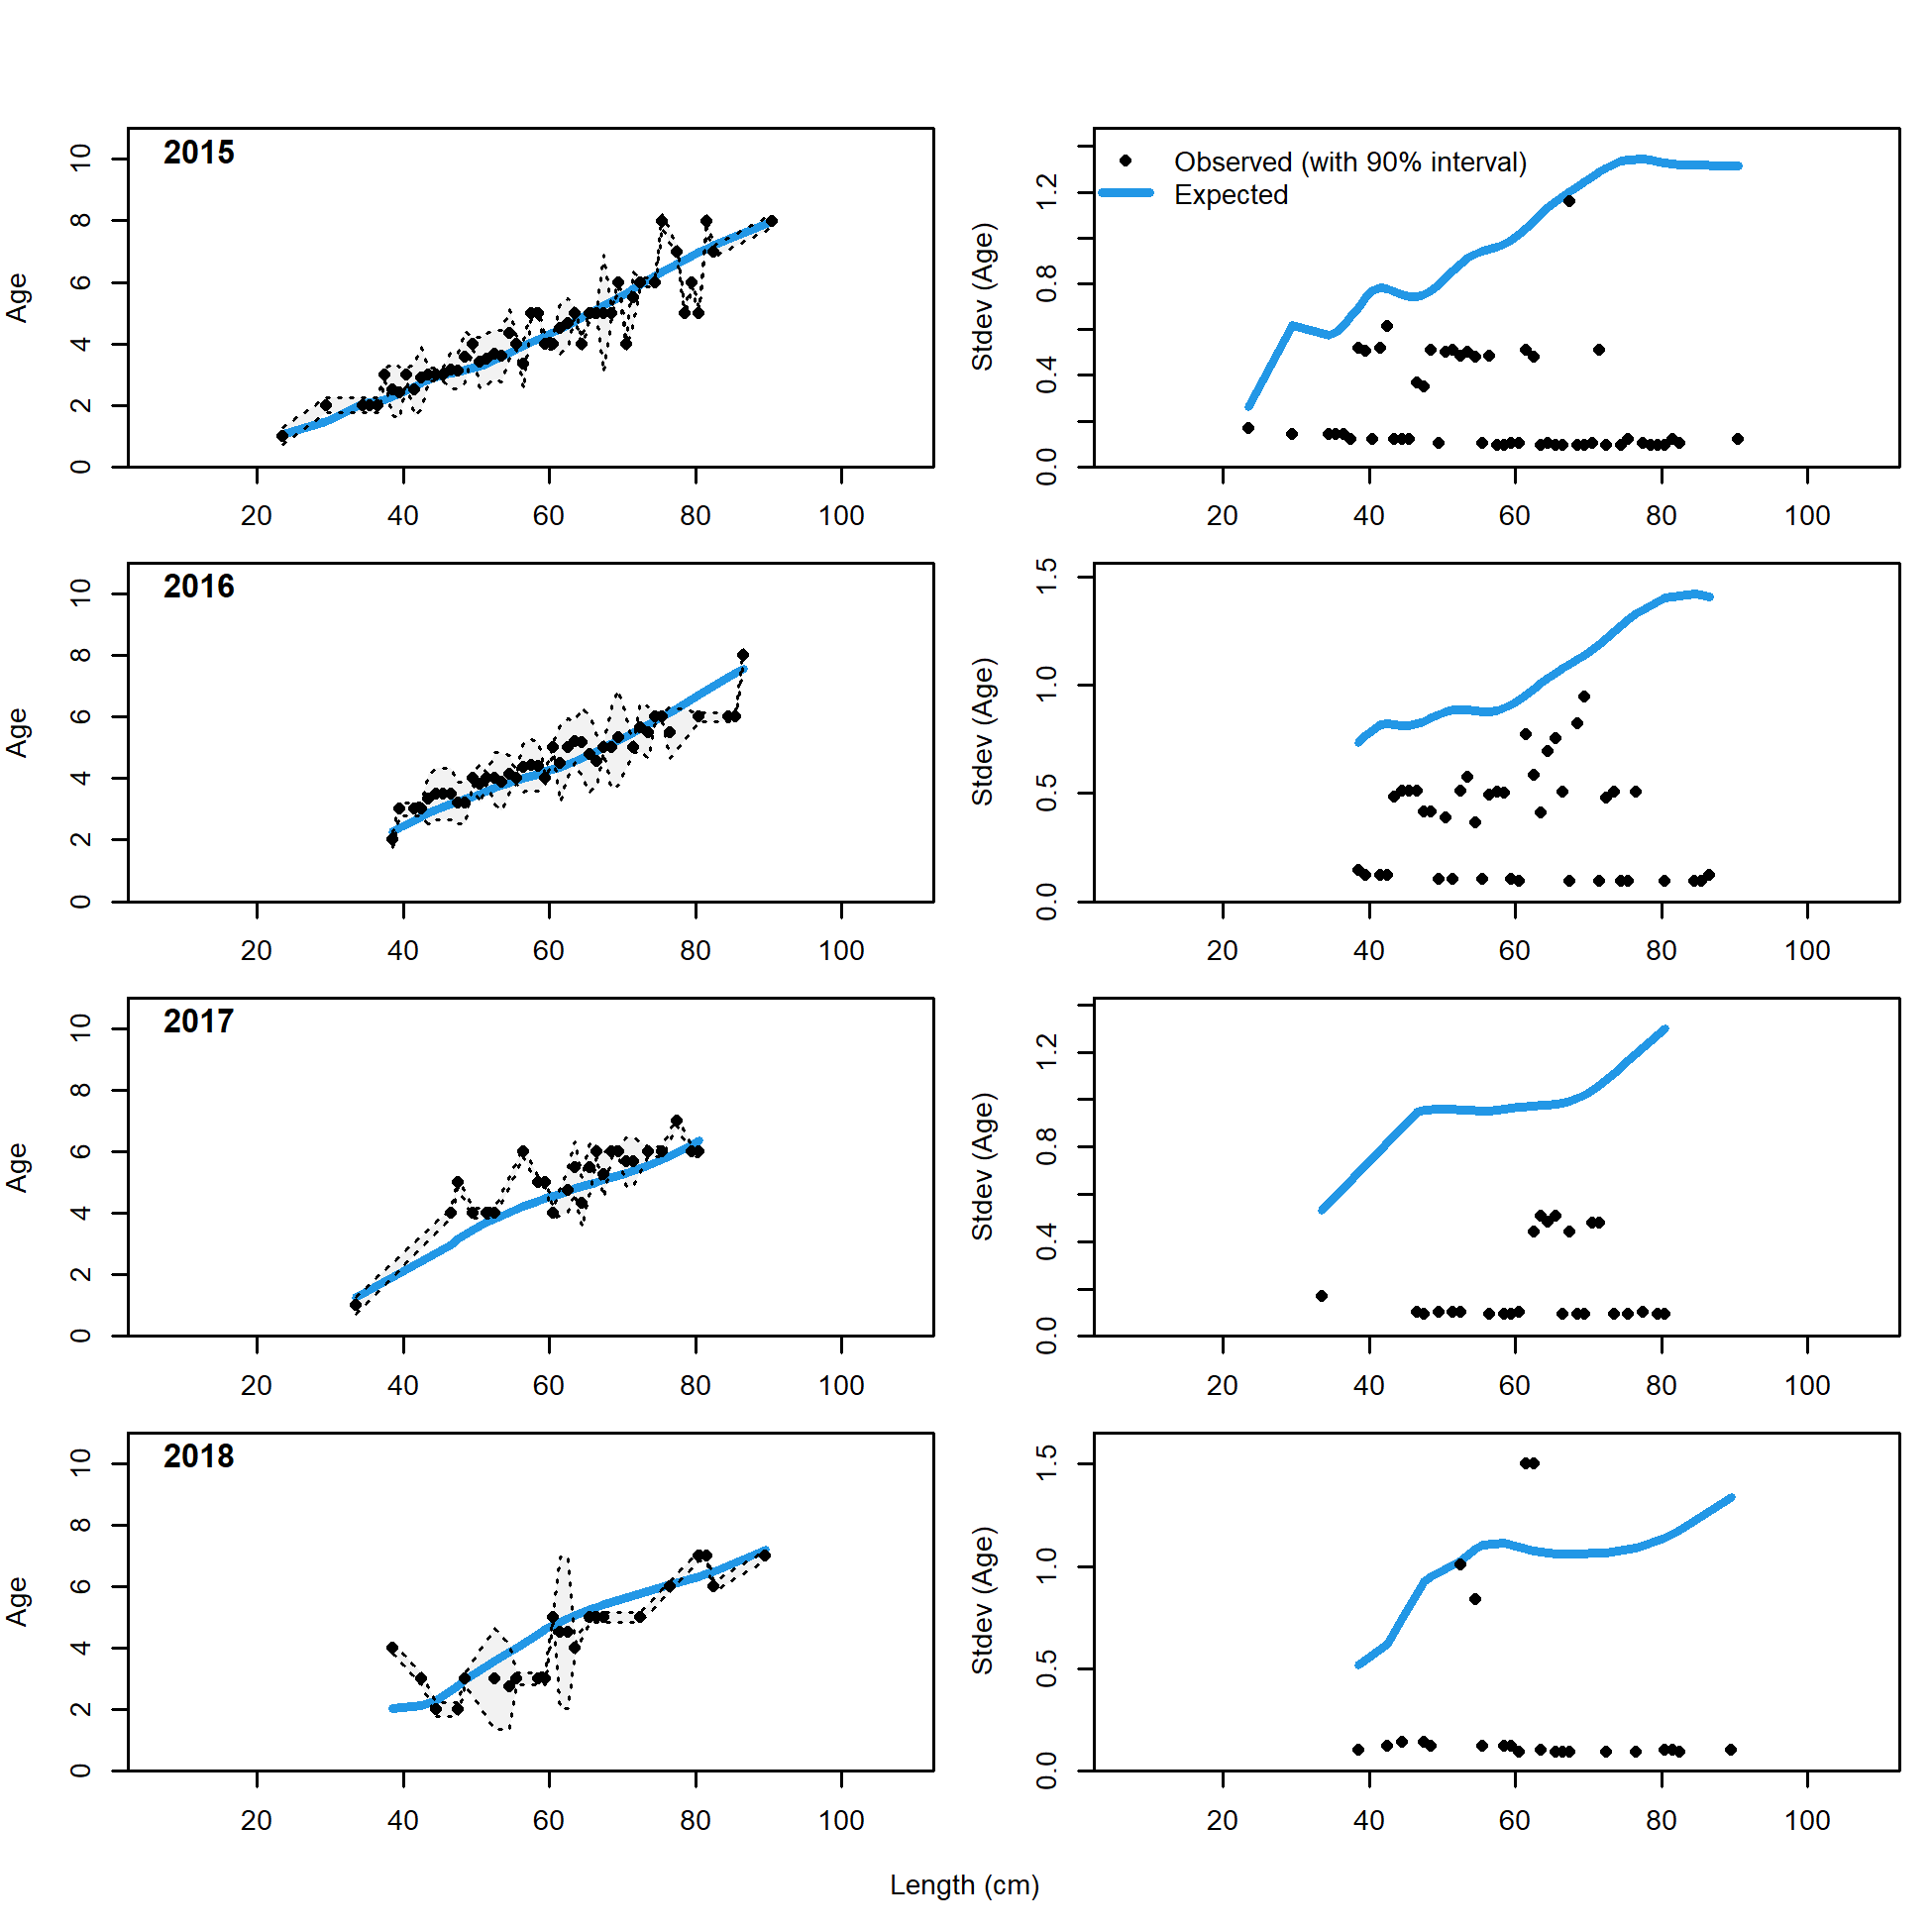 2015
Age
0 2 4 6 8 10
20 40 60 80 100
Observed (with 90% interval)
Expected
Stdev (Age)
0.0 0.4 0.8 1.2
20 40 60 80 100
2016
Age
0 2 4 6 8 10
20 40 60 80 100
Stdev (Age)
0.0 0.5 1.0 1.5
20 40 60 80 100
2017
Age
0 2 4 6 8 10
20 40 60 80 100
Stdev (Age)
0.0 0.4 0.8 1.2
20 40 60 80 100
2018
Age
0 2 4 6 8 10
20 40 60 80 100
Stdev (Age)
0.0 0.5 1.0 1.5
20 40 60 80 100
Length (cm)